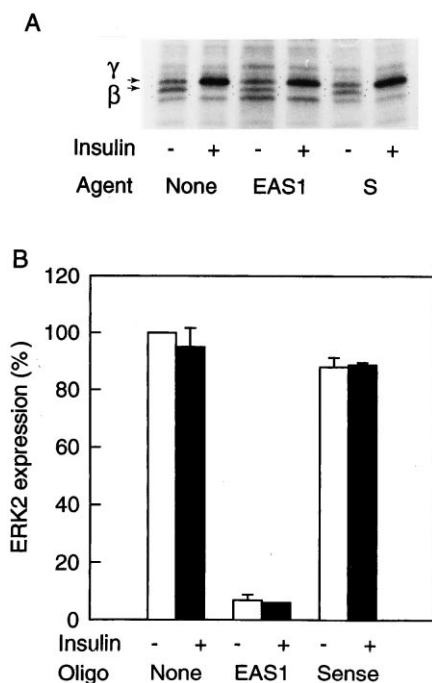 A
γ
β
Insulin - + - + - +
Agent None EAS1 S
B
120
100
80
60
40
20
0
ERK2 expression (%)
Insulin - + - + - +
Oligo None EAS1 Sense